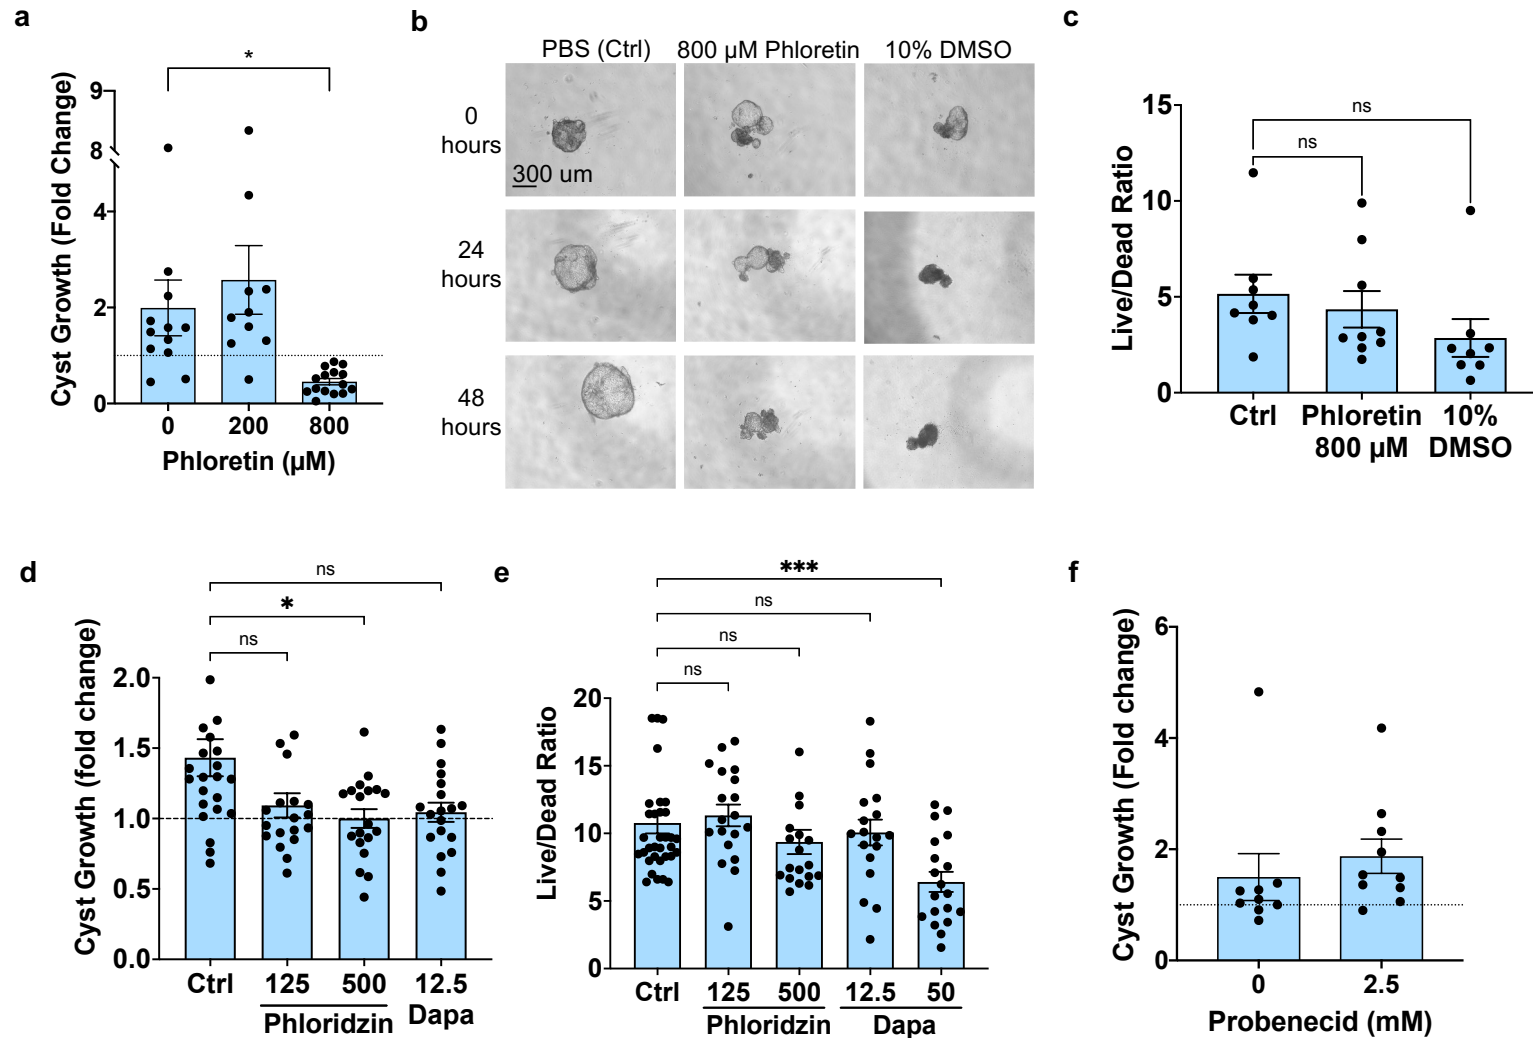 a
*
9
8
4
2
0
Cyst Growth (Fold Change)
0 200 800
Phloretin (µM)
b
PBS (Ctrl) 800 µM Phloretin 10% DMSO
0
hours
300 um
24
hours
48
hours
c
ns
ns
15
10
5
0
Live/Dead Ratio
Ctrl Phloretin 10%
800 µM DMSO
d
ns
*
ns
2.0
1.5
1.0
0.5
0.0
Cyst Growth (fold change)
Ctrl 125 500 12.5
Phloridzin Dapa
e
***
ns
ns
ns
20
15
10
5
0
Live/Dead Ratio
Ctrl 125 500 12.5 50
Phloridzin Dapa
f
6
4
2
0
Cyst Growth (Fold change)
0 2.5
Probenecid (mM)